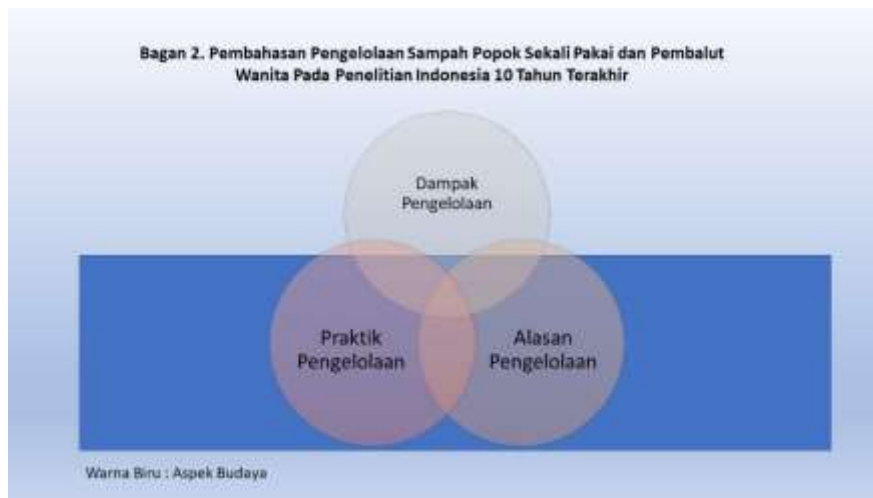 Bagan 2. Pembahasan Pengelolaan Sampah Popok Sekali Pakai dan Pembalut
Wanita Pada Penelitian Indonesia 10 Tahun Terakhir
Dampak
Pengelolaan
Praktik
Pengelolaan
Alasan
Pengelolaan
Warna Biru : Aspek Budaya